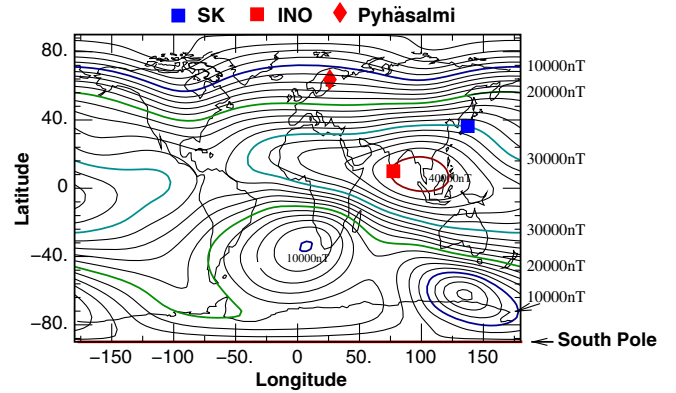 SK INO Pyhäsalmi
80.
40.
0
−40.
−80.
Latitude
10000nT
20000nT
30000nT
30000nT
20000nT
10000nT
40000nT
10000nT
South Pole
−150 −100 −50. 0 50. 100 150
Longitude